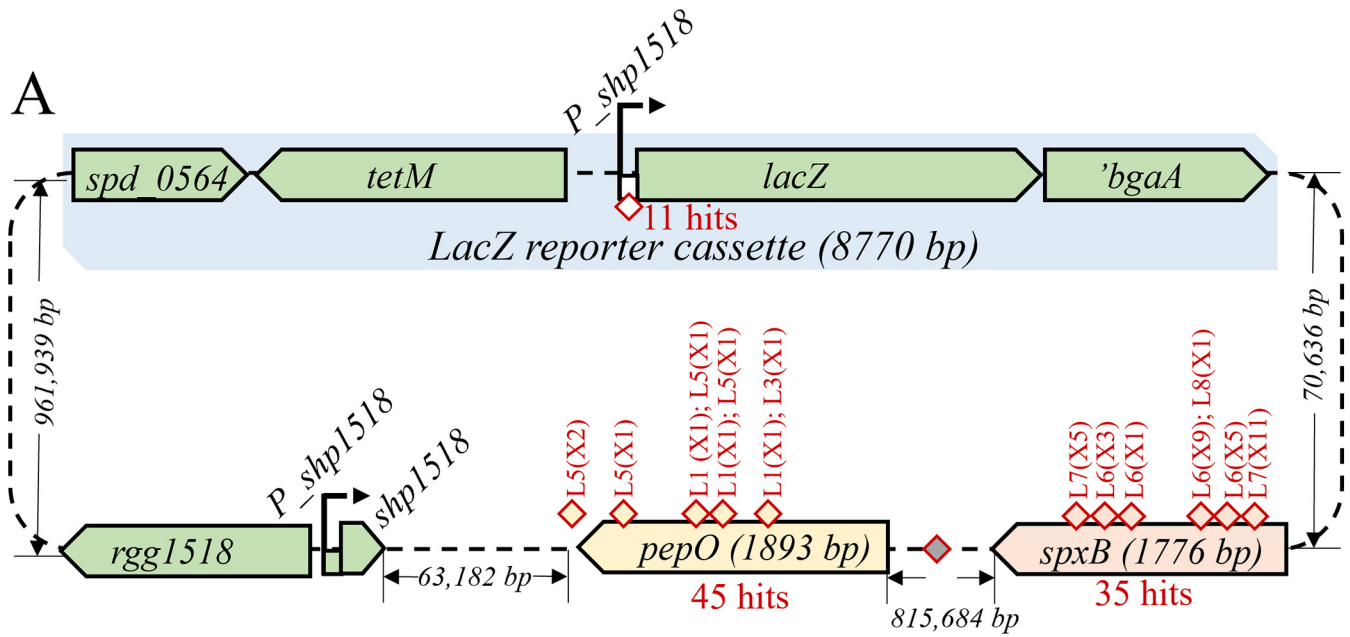 A
P_shp1518
spd_0564
tetM
lacZ
'bgaA
11 hits
LacZ reporter cassette (8770 bp)
961,939 bp
70,636 bp
P_shp1518
shp1518
L5(X2)
L5(X1)
L1 (X1); L5(X1)
L1(X1); L5(X1)
L1(X1); L3(X1)
L7(X5)
L6(X3)
L6(X1)
L6(X9); L8(X1)
L6(X5)
L7(X11)
rgg1518
pepO (1893 bp)
spxB (1776 bp)
63,182 bp
45 hits
35 hits
815,684 bp